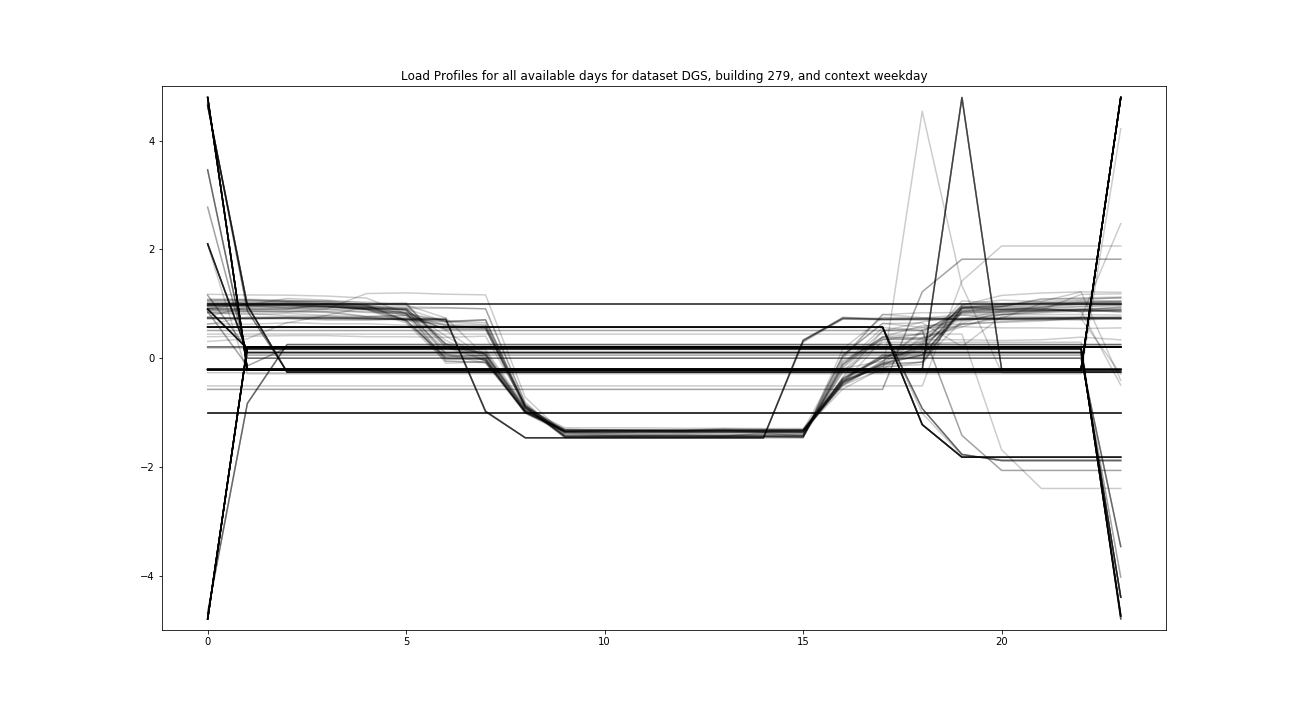 Load Profiles for all available days for dataset DGS, building 279, and context weekday
4
2
0
−2
−4
0 5 10 15 20